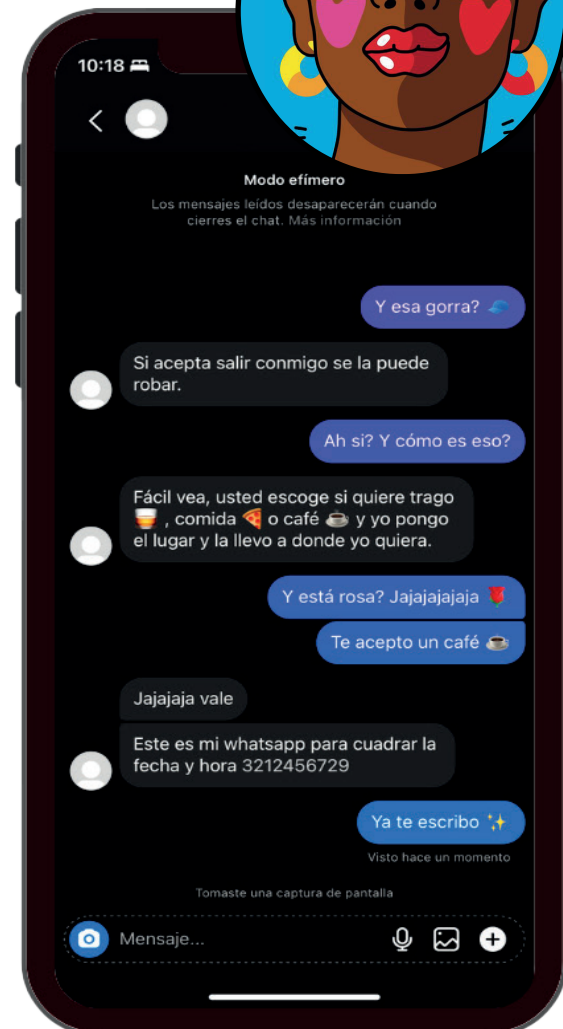 10:18
Modo efímero
Los mensajes leídos desaparecerán cuando
cierres el chat. Más información
Y esa gorra? 🧢
Si acepta salir conmigo se la puede
robar.
Ah si? Y cómo es eso?
Fácil vea, usted escoge si quiere trago
🥃 , comida 🍕 o café ☕ y yo pongo
el lugar y la llevo a donde yo quiera.
Y está rosa? Jajajajajaja 🌹
Te acepto un café ☕
Jajajaja vale
Este es mi whatsapp para cuadrar la
fecha y hora 3212456729
Ya te escribo ✨
Visto hace un momento
Tomaste una captura de pantalla
Mensaje...